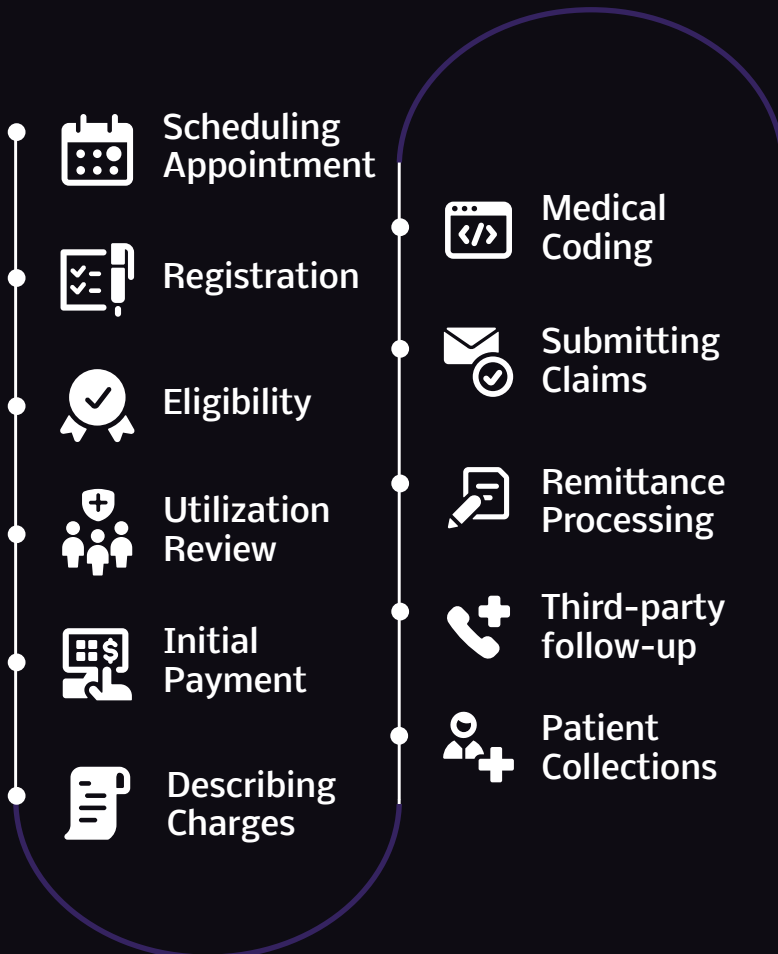 Scheduling
Appointment
Registration
Eligibility
Utilization
Review
Initial
Payment
Describing
Charges
Medical
Coding
Submitting
Claims
Remittance
Processing
Third-party
follow-up
Patient
Collections